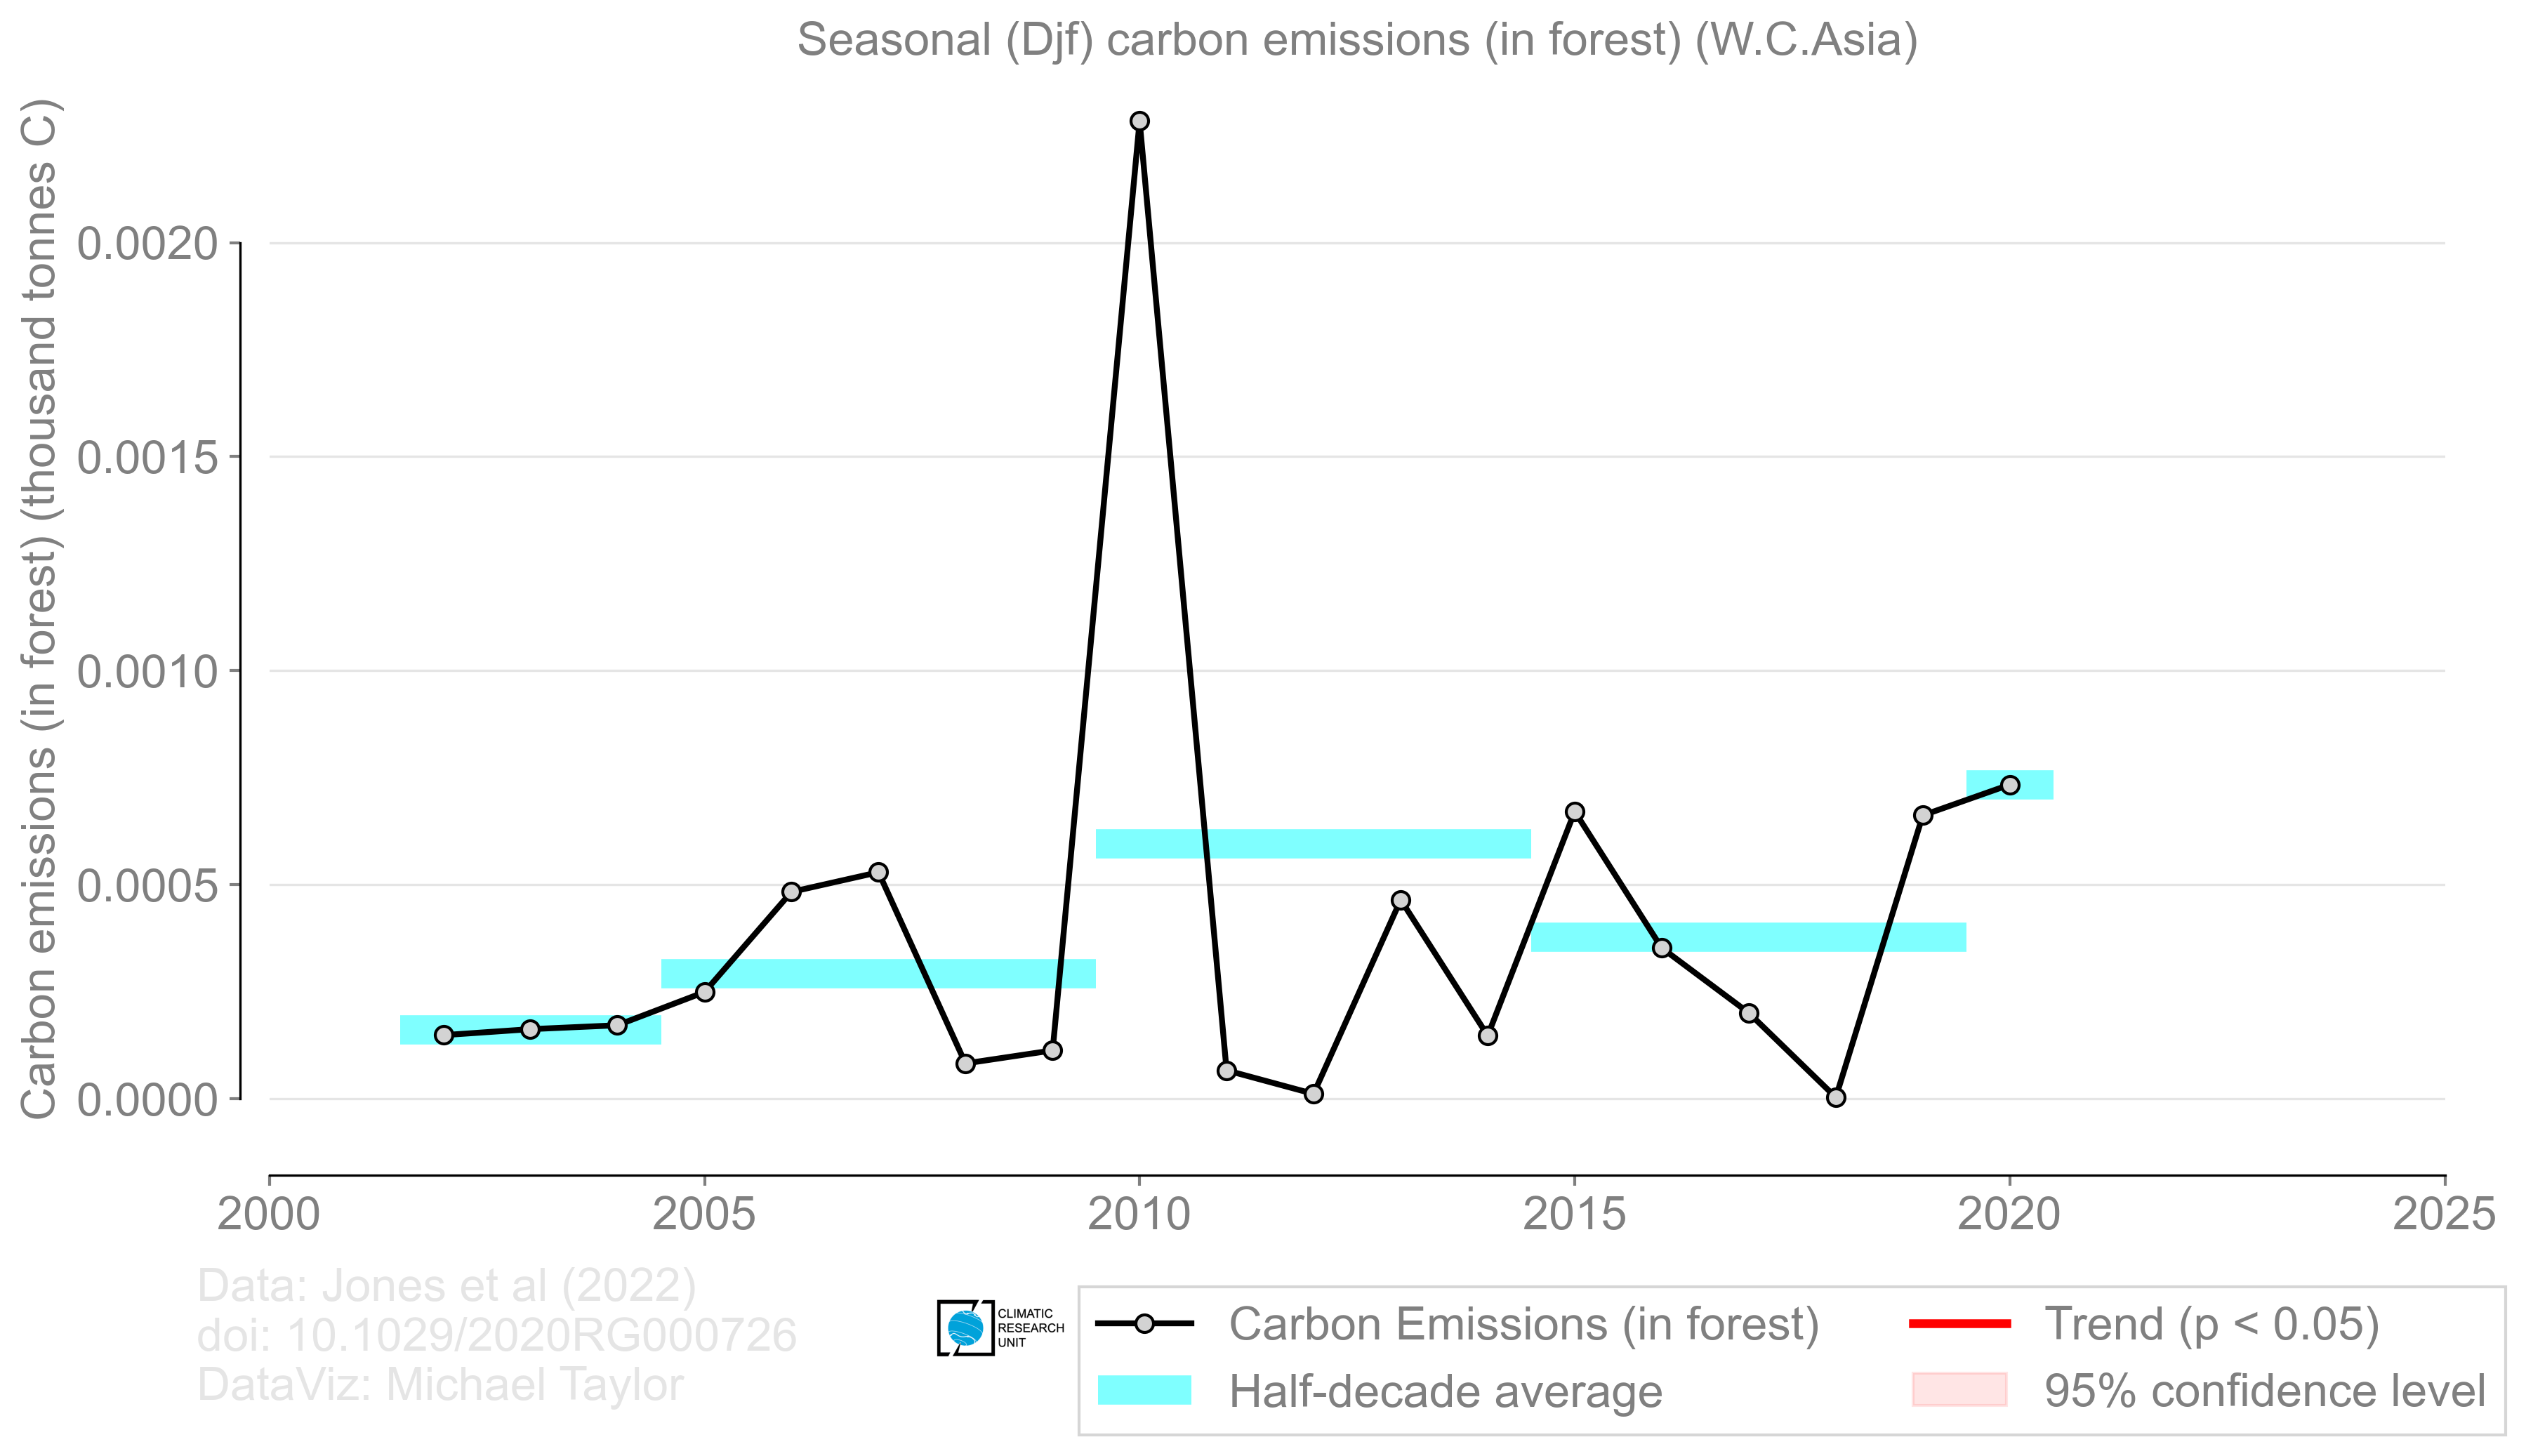 Seasonal (Djf) carbon emissions (in forest) (W.C.Asia)
Carbon emissions (in forest) (thousand tonnes C)
0.0020
0.0015
0.0010
0.0005
0.0000
2000 2005 2010 2015 2020 2025
Data: Jones et al (2022)
doi: 10.1029/2020RG000726
DataViz: Michael Taylor
CLIMATIC
RESEARCH
UNIT
Carbon Emissions (in forest)
Half-decade average
Trend (p < 0.05)
95% confidence level